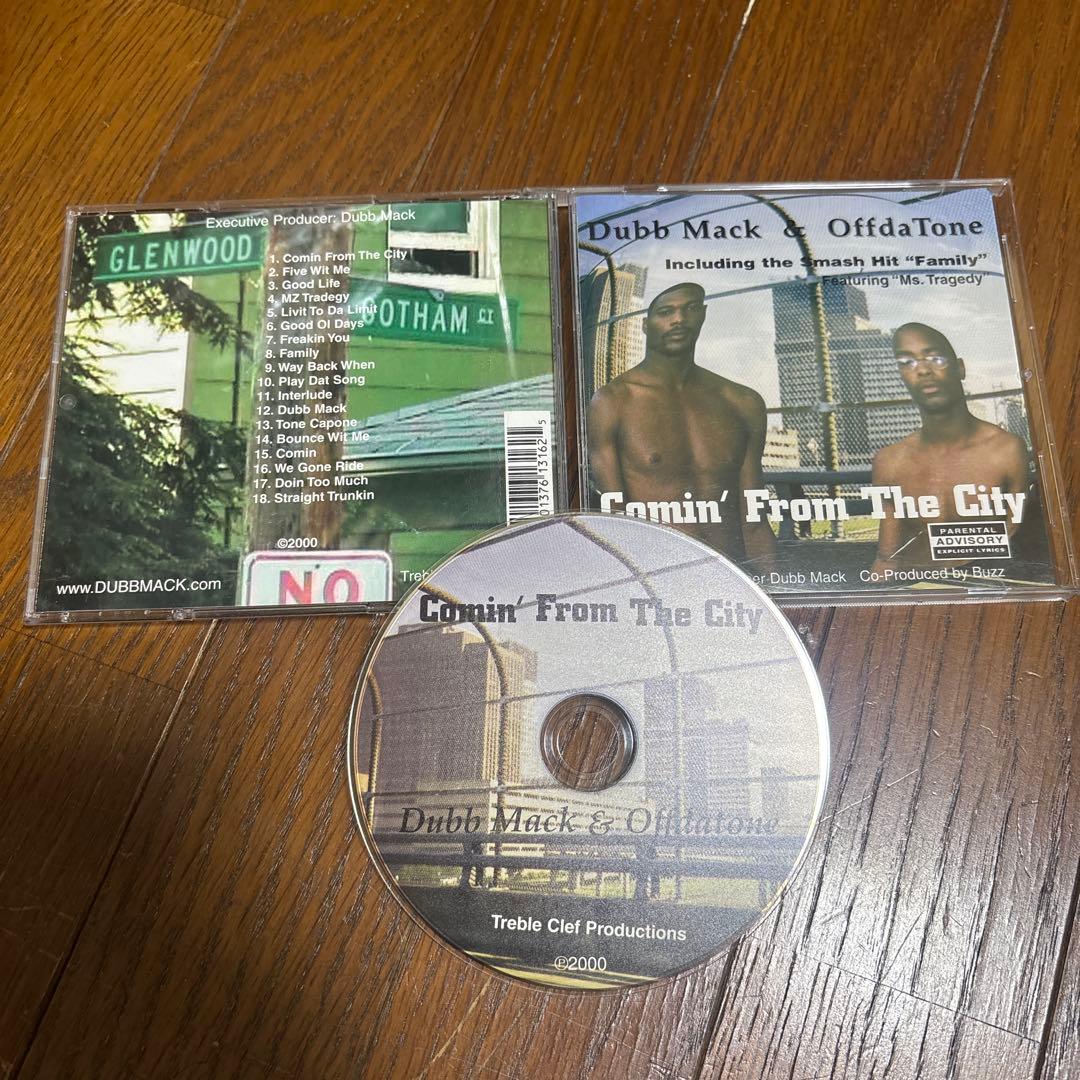 Executive Producer: Dubb Mack
GLENWOOD
GOTHAM CT
1. Comin From The City
2. Five Wit Me
3. Good Life
4. MZ Tradegy
5. Livit To Da Limit
6. Good Ol Days
7. Freakin You
8. Family
9. Way Back When
10. Play Dat Song
11. Interlude
12. Dubb Mack
13. Tone Capone
14. Bounce Wit Me
15. Comin
16. We Gone Ride
17. Doin Too Much
18. Straight Trunkin
©2000
www.DUBBMACK.com
NO
01376 13162 5
Dubb Mack & OffdaTone
Including the Smash Hit "Family"
Featuring "Ms. Tragedy"
Comin' From The City
PARENTAL
ADVISORY
EXPLICIT LYRICS
Dubb Mack Co-Produced by Buzz
Comin' From The City
Dubb Mack & Offdatone
Treble Clef Productions
℗2000